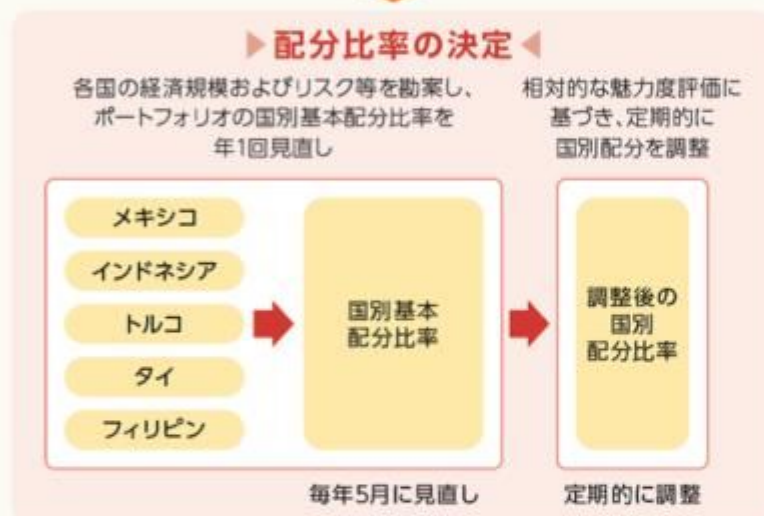 ▶配分比率の決定◀
各国の経済規模およびリスク等を勘案し、
ポートフォリオの国別基本配分比率を
年1回見直し
相対的な魅力度評価に
基づき、定期的に
国別配分を調整
メキシコ
インドネシア
トルコ
タイ
フィリピン
国別基本
配分比率
調整後の
国別
配分比率
毎年5月に見直し
定期的に調整